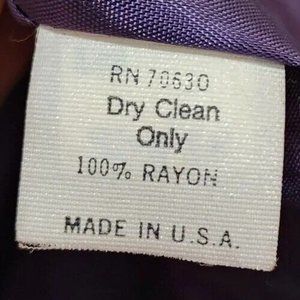 RN 70630
Dry Clean
Only
100% RAYON
MADE IN U.S.A.